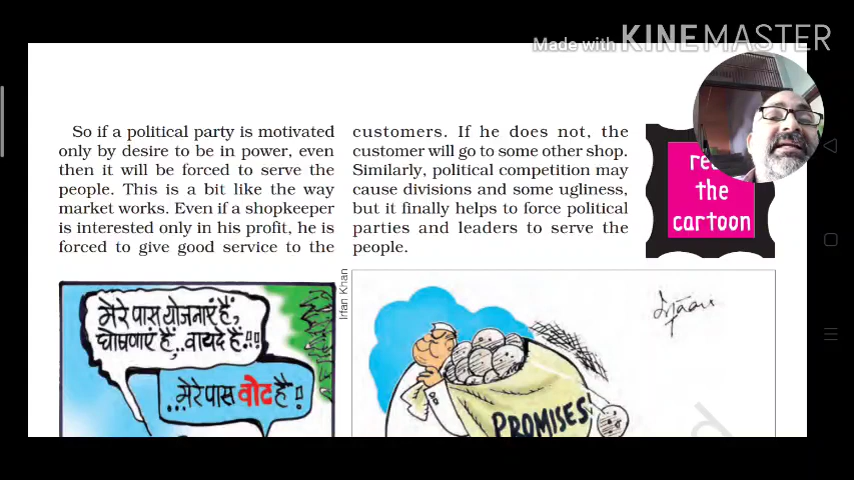 Made with KINEMASTER
So if a political party is motivated
only by desire to be in power, even
then it will be forced to serve the
people. This is a bit like the way
market works. Even if a shopkeeper
is interested only in his profit, he is
forced to give good service to the
customers. If he does not, the
customer will go to some other shop.
Similarly, political competition may
cause divisions and some ugliness,
but it finally helps to force political
parties and leaders to serve the
people.
the
cartoon
मेरे पास योजनाएं हैं,
घोषणाएं हैं,..वायदे हैं!!
...मेरे पास वोट है!
Irfan Khan
PROMISES